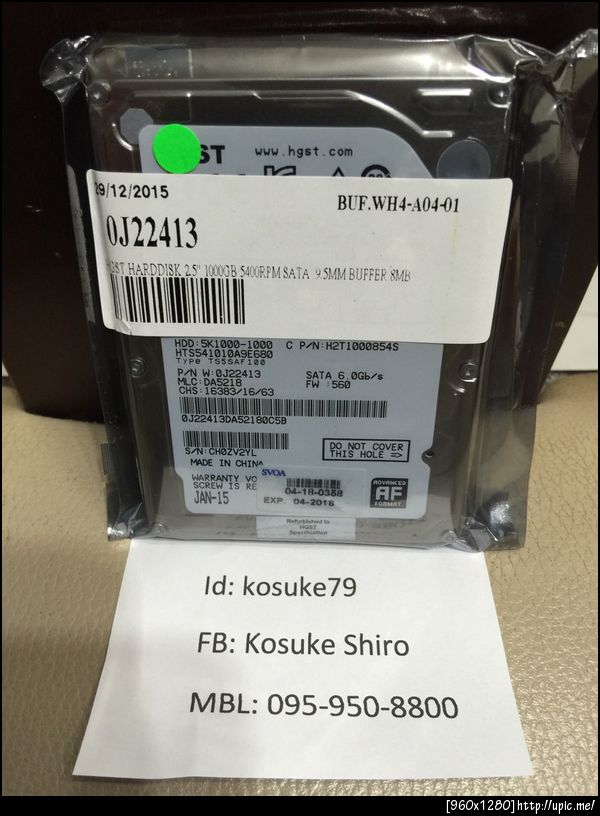 ST www.hgst.com
29/12/2015
BUF.WH4-A04-01
0J22413
HGST HARDDISK 2.5" 1000GB 5400RPM SATA 9.5MM BUFFER 8MB
HDD:5K1000-1000 C P/N:H2T1000854S
HTS541010A9E680
Type TS5SAF100
P/N W:0J22413 SATA 6.0Gb/s
MLC:DA5218 FW :560
CHS:16383/16/63
0J22413DA52180C5B
S/N:CH0ZV2YL
MADE IN CHINA
DO NOT COVER
THIS HOLE =>
WARRANTY VO
SCREW IS RE
JAN-15
SVOA
04-18-0358
EXP. 04-2018
ADVANCED
AF
FORMAT
Refurbished to
HGST
Specification
Id: kosuke79
FB: Kosuke Shiro
MBL: 095-950-8800
[960x1280]http://upic.me/